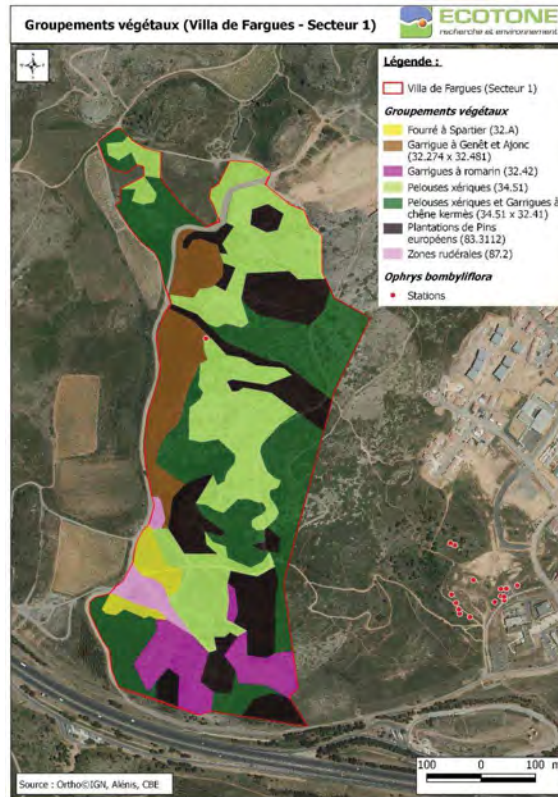 Groupements végétaux (Villa de Fargues - Secteur 1)
ECOTONE
recherche et environnement
Légende :
Villa de Fargues (Secteur 1)
Groupements végétaux
Fourré à Spartier (32.A)
Garrigue à Genêt et Ajonc
(32.274 x 32.481)
Garrigues à romarin (32.42)
Pelouses xériques (34.51)
Pelouses xériques et Garrigues à
chêne kermès (34.51 x 32.41)
Plantations de Pins
européens (83.3112)
Zones rudérales (87.2)
Ophrys bombyliflora
Stations
100 0 100 m
Source : Ortho©IGN, Alénis, CBE